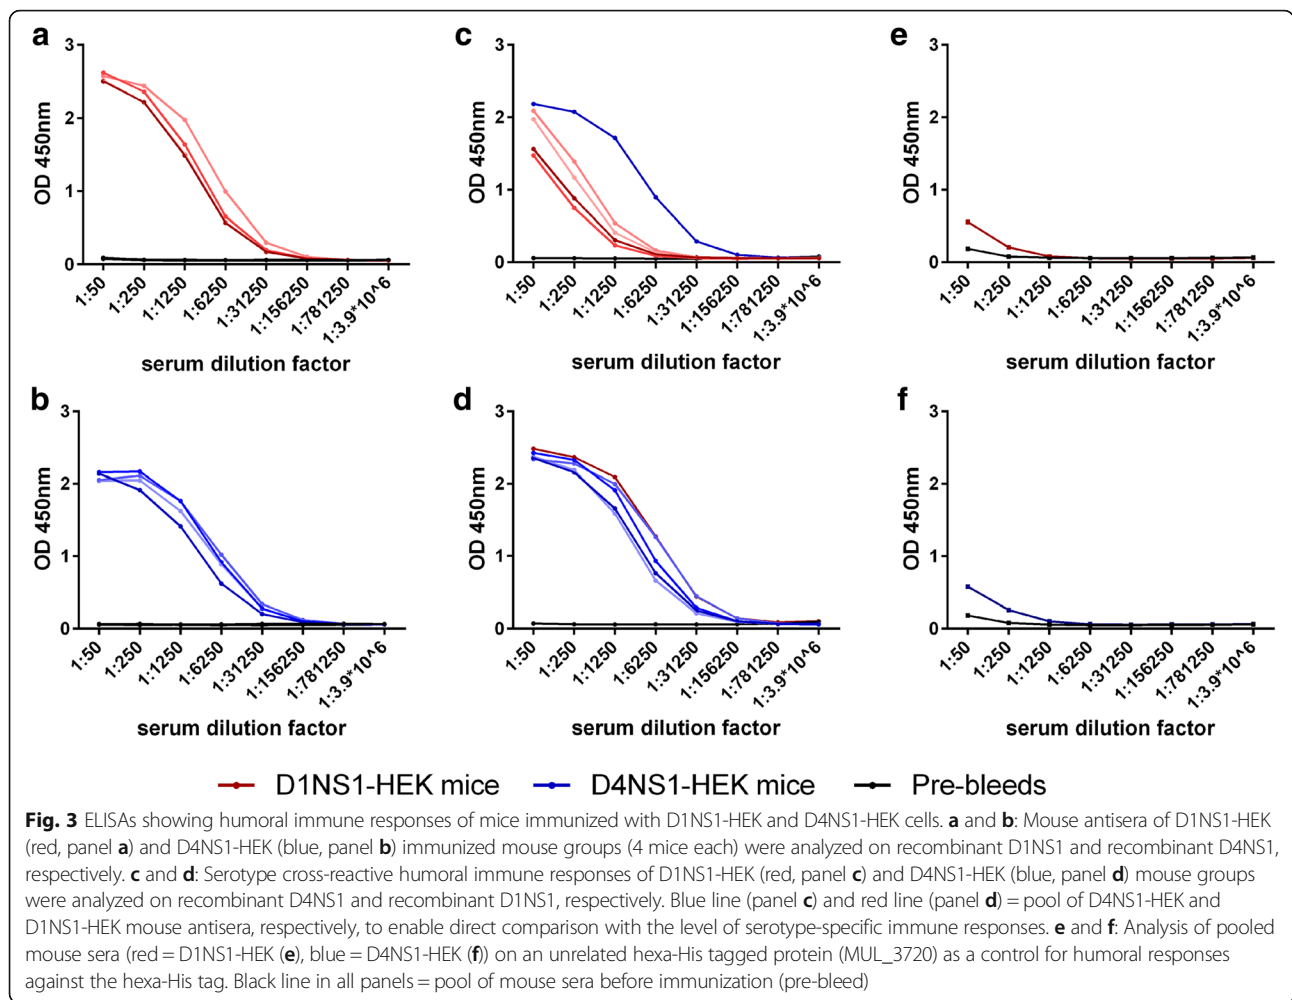 a
3
2
1
0
OD 450nm
1:50
1:250
1:1250
1:6250
1:31250
1:156250
1:781250
1:3.9*10^6
serum dilution factor
c
3
2
1
0
OD 450nm
1:50
1:250
1:1250
1:6250
1:31250
1:156250
1:781250
1:3.9*10^6
serum dilution factor
e
3
2
1
0
OD 450nm
1:50
1:250
1:1250
1:6250
1:31250
1:156250
1:781250
1:3.9*10^6
serum dilution factor
b
3
2
1
0
OD 450nm
1:50
1:250
1:1250
1:6250
1:31250
1:156250
1:781250
1:3.9*10^6
serum dilution factor
d
3
2
1
0
OD 450nm
1:50
1:250
1:1250
1:6250
1:31250
1:156250
1:781250
1:3.9*10^6
serum dilution factor
f
3
2
1
0
OD 450nm
1:50
1:250
1:1250
1:6250
1:31250
1:156250
1:781250
1:3.9*10^6
serum dilution factor
D1NS1-HEK mice D4NS1-HEK mice Pre-bleeds
Fig. 3 ELISAs showing humoral immune responses of mice immunized with D1NS1-HEK and D4NS1-HEK cells. a and b: Mouse antisera of D1NS1-HEK
(red, panel a) and D4NS1-HEK (blue, panel b) immunized mouse groups (4 mice each) were analyzed on recombinant D1NS1 and recombinant D4NS1,
respectively. c and d: Serotype cross-reactive humoral immune responses of D1NS1-HEK (red, panel c) and D4NS1-HEK (blue, panel d) mouse groups
were analyzed on recombinant D4NS1 and recombinant D1NS1, respectively. Blue line (panel c) and red line (panel d) = pool of D4NS1-HEK and
D1NS1-HEK mouse antisera, respectively, to enable direct comparison with the level of serotype-specific immune responses. e and f: Analysis of pooled
mouse sera (red = D1NS1-HEK (e), blue = D4NS1-HEK (f)) on an unrelated hexa-His tagged protein (MUL_3720) as a control for humoral responses
against the hexa-His tag. Black line in all panels = pool of mouse sera before immunization (pre-bleed)